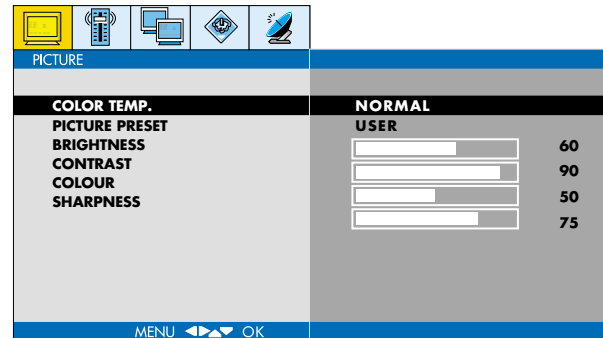 PICTURE
COLOR TEMP. NORMAL
PICTURE PRESET USER
BRIGHTNESS 60
CONTRAST 90
COLOUR 50
SHARPNESS 75
MENU ◀▶▲▼ OK